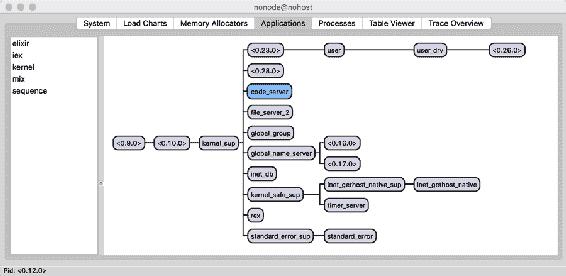 nonode@nohost
System Load Charts Memory Allocators Applications Processes Table Viewer Trace Overview
elixir
iex
kernel
mix
sequence
<0.9.0> <0.10.0> kernel_sup
<0.23.0> user user_drv <0.26.0>
<0.28.0>
code_server
file_server_2
global_group
global_name_server <0.16.0>
<0.17.0>
inet_db
kernel_safe_sup inet_gethost_native_sup inet_gethost_native
timer_server
rex
standard_error_sup standard_error
Pid: <0.12.0>